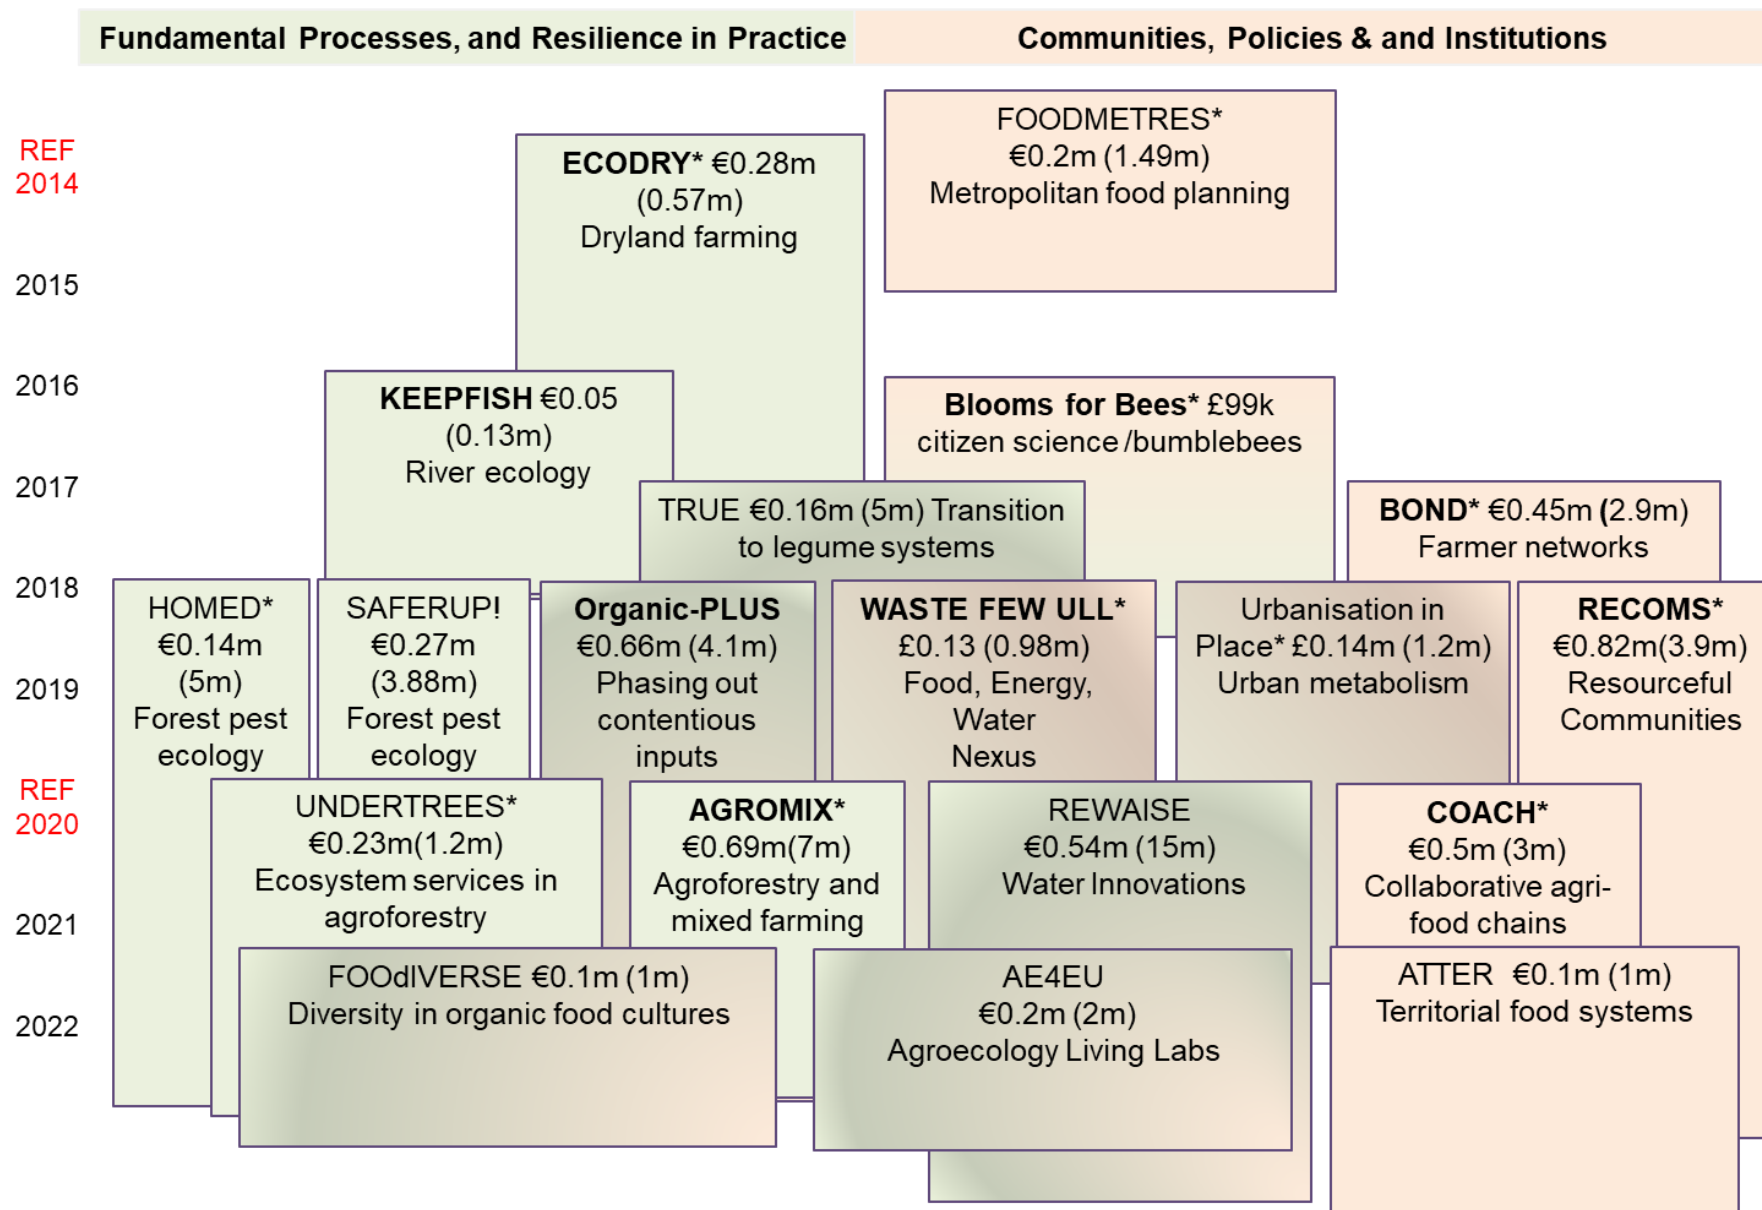 Fundamental Processes, and Resilience in Practice
Communities, Policies & and Institutions
REF
2014
2015
2016
2017
2018
2019
REF
2020
2021
2022
FOODMETRES*
€0.2m (1.49m)
Metropolitan food planning
ECODRY* €0.28m
(0.57m)
Dryland farming
KEEPFISH €0.05
(0.13m)
River ecology
Blooms for Bees* £99k
citizen science /bumblebees
TRUE €0.16m (5m) Transition
to legume systems
BOND* €0.45m (2.9m)
Farmer networks
HOMED*
€0.14m
(5m)
Forest pest
ecology
SAFERUP!
€0.27m
(3.88m)
Forest pest
ecology
Organic-PLUS
€0.66m (4.1m)
Phasing out
contentious
inputs
WASTE FEW ULL*
£0.13 (0.98m)
Food, Energy,
Water
Nexus
Urbanisation in
Place* £0.14m (1.2m)
Urban metabolism
RECOMS*
€0.82m(3.9m)
Resourceful
Communities
UNDERTREES*
€0.23m(1.2m)
Ecosystem services in
agroforestry
AGROMIX*
€0.69m(7m)
Agroforestry and
mixed farming
REWAISE
€0.54m (15m)
Water Innovations
COACH*
€0.5m (3m)
Collaborative agri-
food chains
FOOdIVERSE €0.1m (1m)
Diversity in organic food cultures
AE4EU
€0.2m (2m)
Agroecology Living Labs
ATTER €0.1m (1m)
Territorial food systems